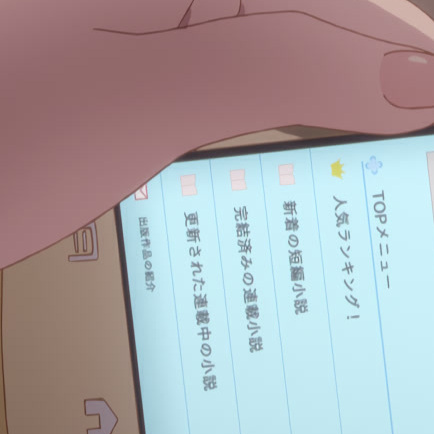 TOPメニュー
人気ランキング！
新着の短編小説
完結済みの連載小説
更新された連載中の小説
出版作品の紹介